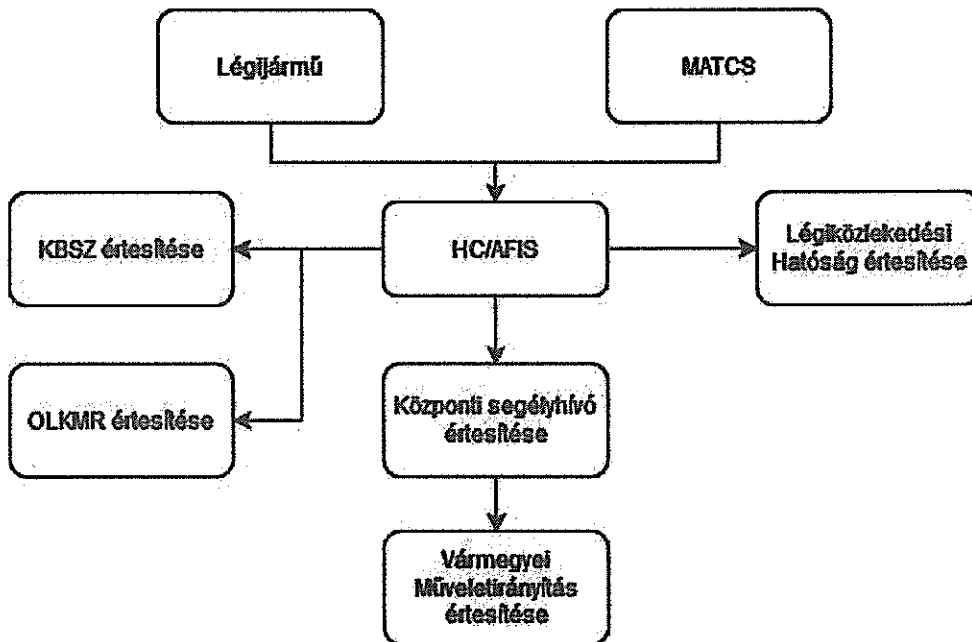 Légijármű
MATCS
KBSZ értesítése
HC/AFIS
Légiközlekedési
Hatóság értesítése
OLKMR értesítése
Központi segélyhívó
értesítése
Vármegyei
Műveletirányítás
értesítése